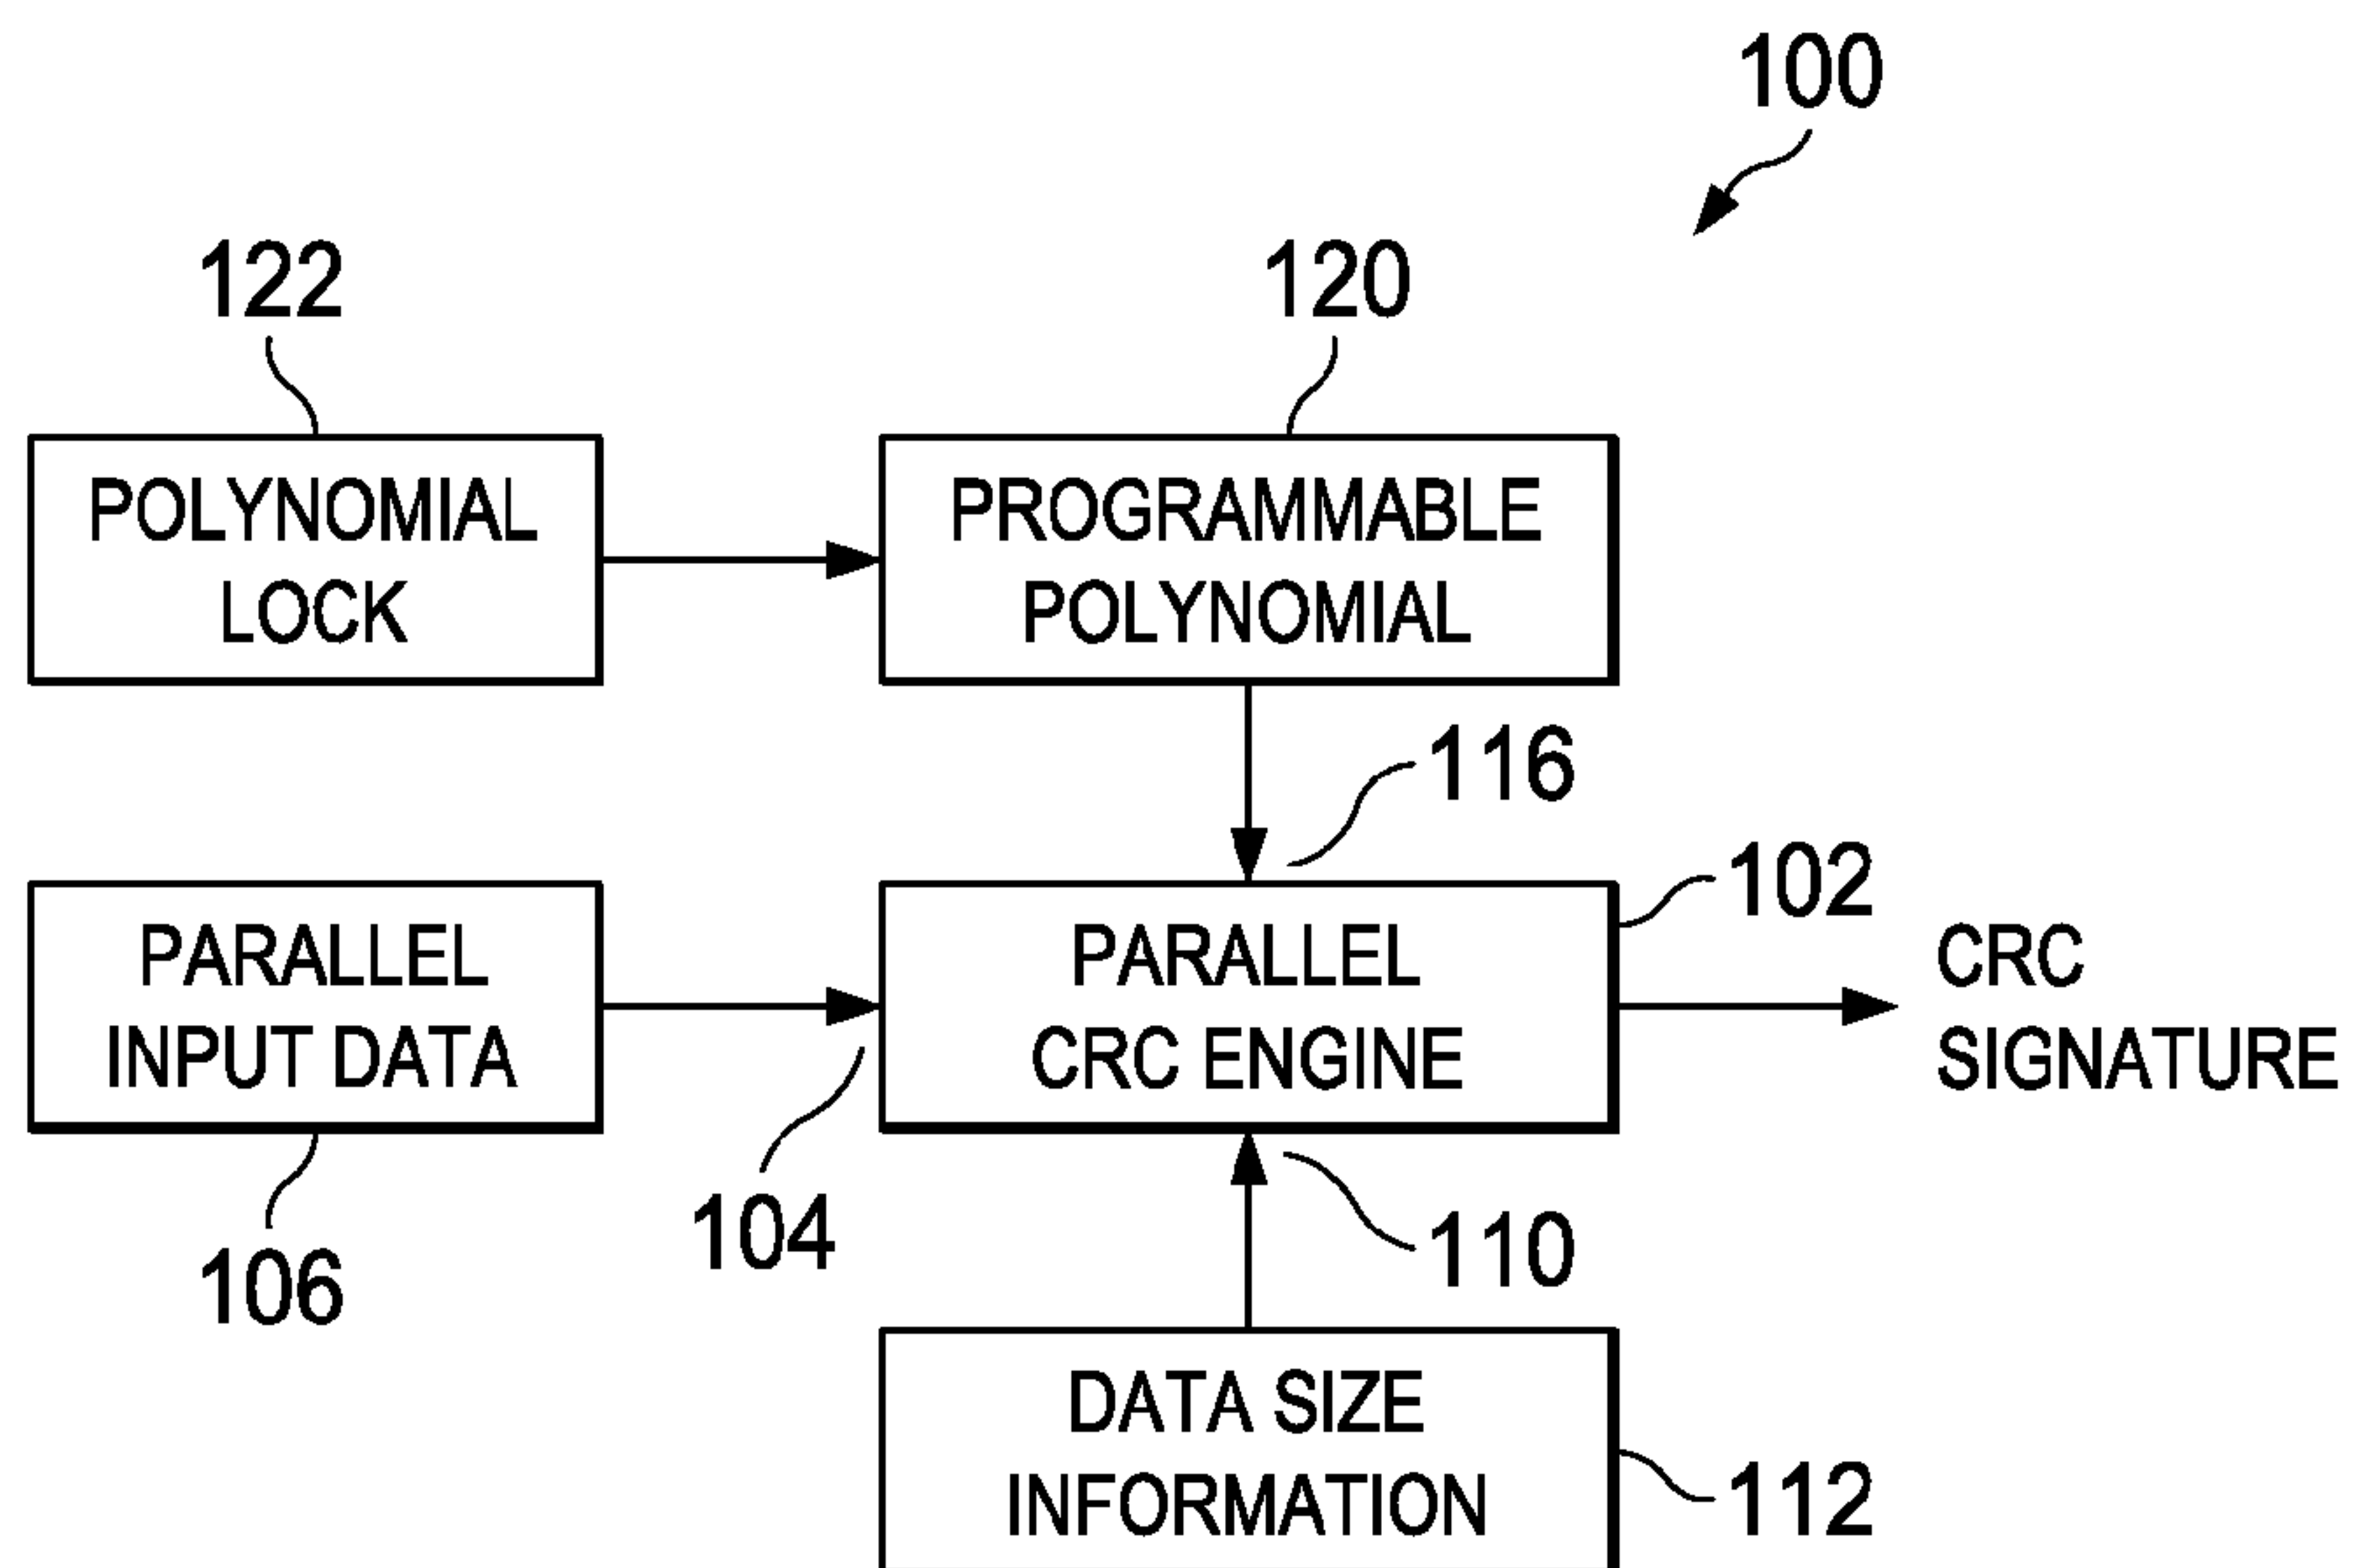 100
122
120
POLYNOMIAL
LOCK
PROGRAMMABLE
POLYNOMIAL
116
102
PARALLEL
INPUT DATA
PARALLEL
CRC ENGINE
CRC
SIGNATURE
104
106
110
DATA SIZE
INFORMATION
112